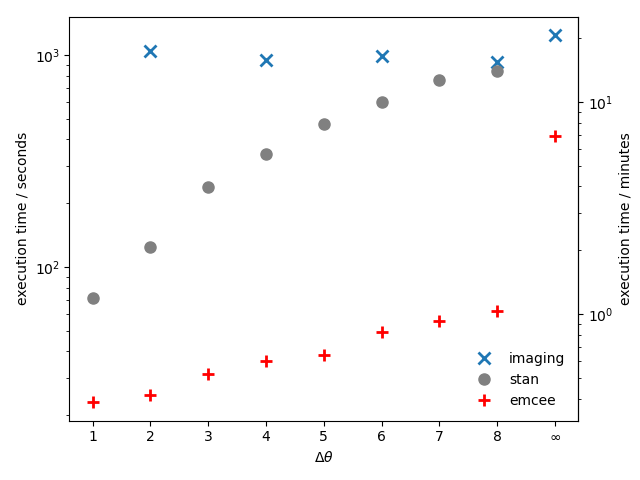 execution time / seconds
10³
10²
10¹
10⁰
execution time / minutes
imaging
stan
emcee
1 2 3 4 5 6 7 8 ∞
Δθ